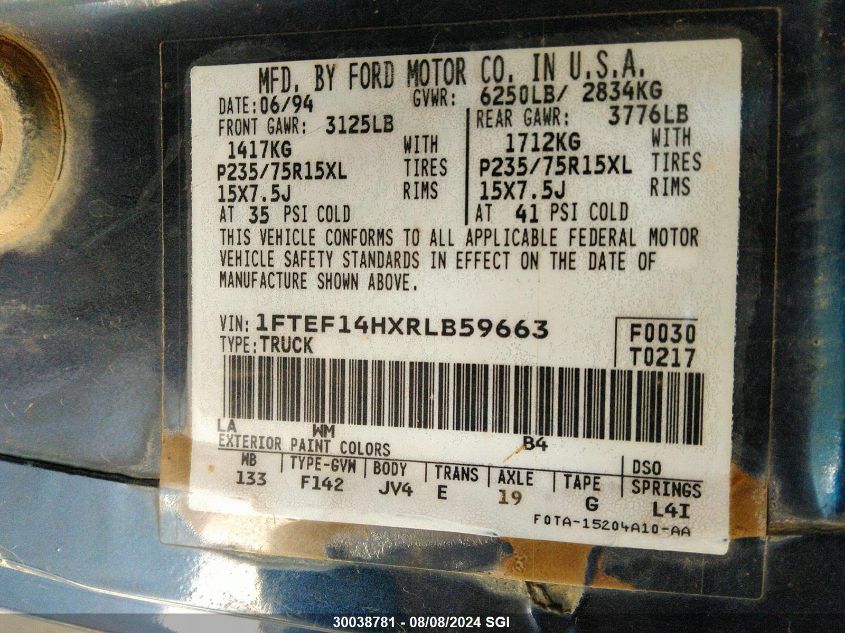 MFD. BY FORD MOTOR CO. IN U.S.A.
DATE: 06/94 GVWR: 6250LB/ 2834KG
FRONT GAWR: 3125LB REAR GAWR: 3776LB
1417KG WITH 1712KG WITH
P235/75R15XL TIRES P235/75R15XL TIRES
15X7.5J RIMS 15X7.5J RIMS
AT 35 PSI COLD AT 41 PSI COLD
THIS VEHICLE CONFORMS TO ALL APPLICABLE FEDERAL MOTOR
VEHICLE SAFETY STANDARDS IN EFFECT ON THE DATE OF
MANUFACTURE SHOWN ABOVE.
VIN: 1FTEF14HXRLB59663 F0030
TYPE: TRUCK T0217
LA WM B4
EXTERIOR PAINT COLORS DSO
WB TYPE-GVW BODY TRANS AXLE TAPE SPRINGS
133 F142 JV4 E 19 G L4I
F0TA-15204A10-AA
30038781 - 08/08/2024 SGI